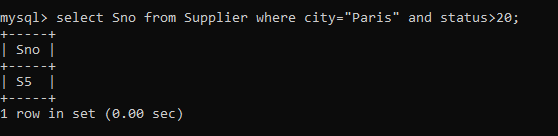 mysql> select Sno from Supplier where city="Paris" and status>20;
+-----+
| Sno |
+-----+
| S5  |
+-----+
1 row in set (0.00 sec)